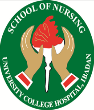 SCHOOL OF NURSING
UNIVERSITY COLLEGE HOSPITAL, IBADAN